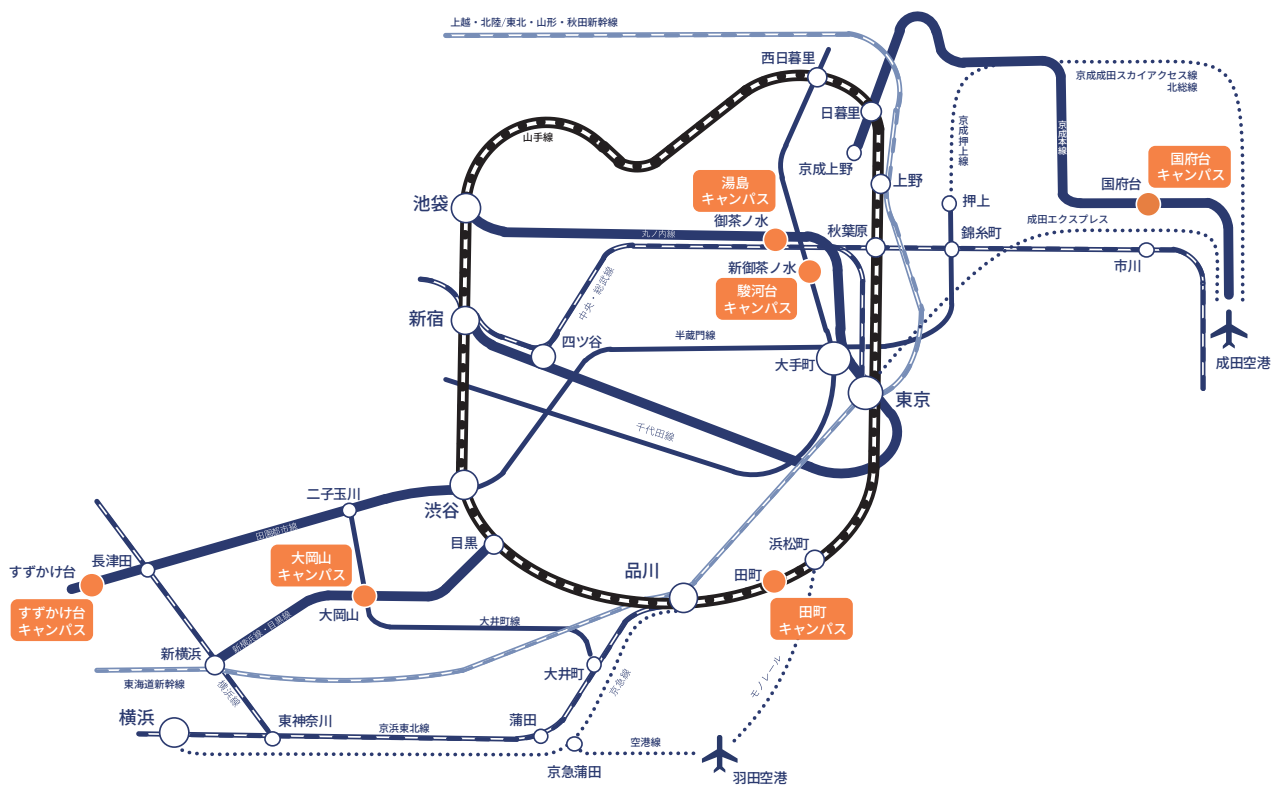 上越・北陸/東北・山形・秋田新幹線
西日暮里
京成成田スカイアクセス線
北総線
日暮里
山手線
京成押上線
京成本線
京成上野
国府台
キャンパス
国府台
湯島
キャンパス
上野
池袋
押上
御茶ノ水
成田エクスプレス
丸ノ内線
秋葉原
錦糸町
市川
新御茶ノ水
中央・総武線
駿河台
キャンパス
新宿
四ツ谷
半蔵門線
大手町
成田空港
東京
千代田線
二子玉川
渋谷
田園都市線
目黒
浜松町
大岡山
キャンパス
長津田
すずかけ台
品川
田町
すずかけ台
キャンパス
大岡山
田町
キャンパス
大井町線
新横浜線・目黒線
新横浜
大井町
京急線
モノレール
東海道新幹線
横浜線
横浜
東神奈川
京浜東北線
蒲田
空港線
京急蒲田
羽田空港